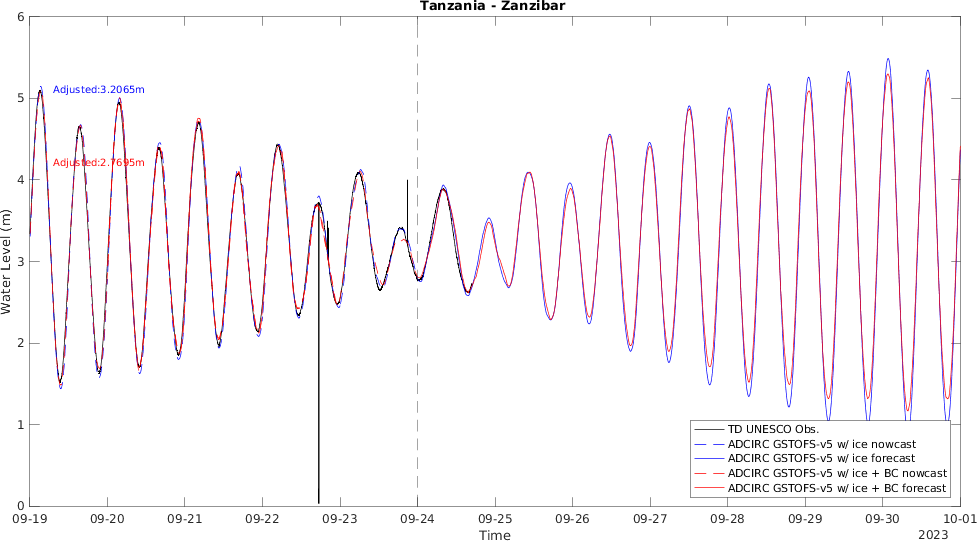 Tanzania - Zanzibar
6
5
4
3
2
1
0
Water Level (m)
Adjusted:3.2065m
Adjusted:2.7695m
TD UNESCO Obs.
ADCIRC GSTOFS-v5 w/ ice nowcast
ADCIRC GSTOFS-v5 w/ ice forecast
ADCIRC GSTOFS-v5 w/ ice + BC nowcast
ADCIRC GSTOFS-v5 w/ ice + BC forecast
09-19 09-20 09-21 09-22 09-23 09-24 09-25 09-26 09-27 09-28 09-29 09-30 10-01
Time
2023